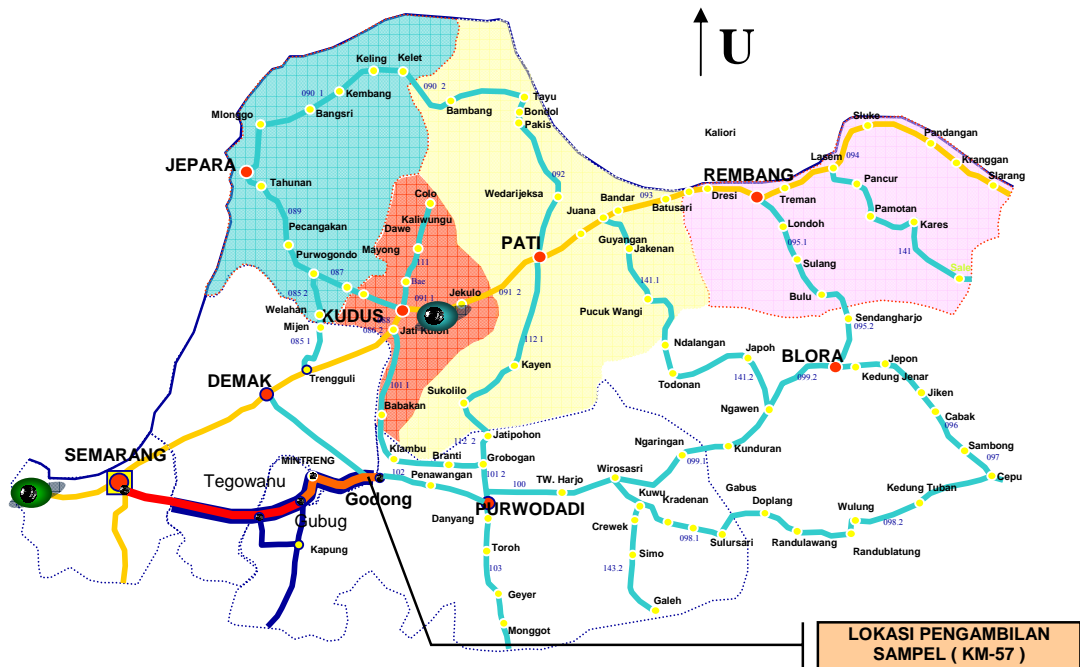 U
Keling
Kelet
090 1
090 2
Kembang
Bangsri
Bambang
Tayu
Bondol
Pakis
Mlonggo
JEPARA
Tahunan
089
Pecangakan
Purwogondo
087
085 2
Welahan
Mijen
085 1
Trengguli
Colo
Kaliwungu
Dawe
Mayong
111
Bae
091 1
KUDUS
Jekulo
091 2
Jati Kulon
Wedarijeksa
092
PATI
Juana
Bandar
093
Batusari
Guyangan
Jakenan
141.1
Pucuk Wangi
Kaliori
Dresi
REMBANG
Treman
Lasem
094
Sluke
Pandangan
Kranggan
Slarang
Pancur
Pamotan
Kares
141
Londoh
095.1
Sulang
Bulu
Sendangharjo
095.2
BLORA
099.2
Kedung Jenar
Jepon
Jiken
Cabak
096
Sambong
097
Cepu
Kedung Tuban
098.2
Wulung
Randublatung
Randulawang
Doplang
Gabus
Sulursari
098.1
Kradenan
Kuwu
Crewek
Simo
143.2
Galeh
Ndalangan
Todonan
Japoh
141.2
Ngawen
Kunduran
Ngaringan
099.1
Wirosasri
TW. Harjo
100
112 1
Kayen
Sukolilo
Jatipohon
112 2
Grobogan
101 2
Branti
Klambu
102
Penawangan
101 1
Babakan
DEMAK
SEMARANG
MINTRENG
Tegowanu
Godong
Gubug
Kapung
PURWODADI
Danyang
Toroh
103
Geyer
Monggot
LOKASI PENGAMBILAN
SAMPEL ( KM-57 )